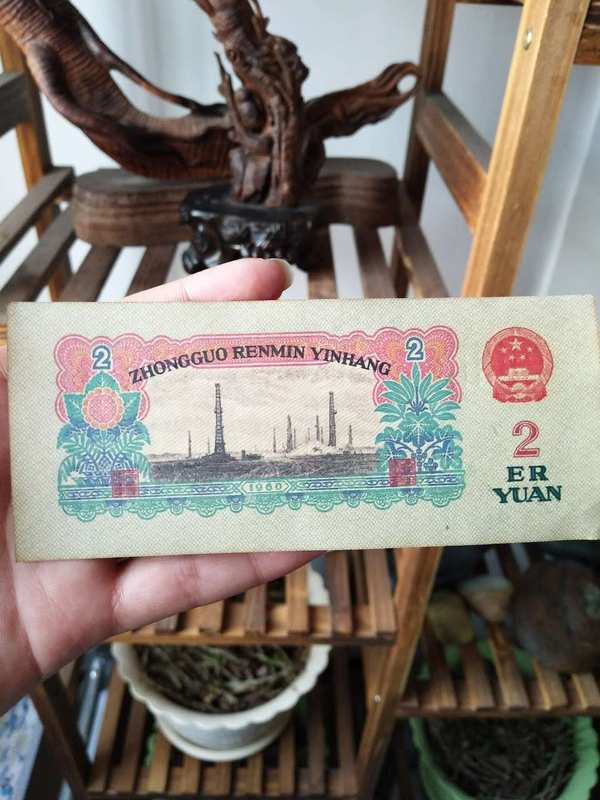 2 2
ZHONGGUO RENMIN YINHANG
1960
2
ER
YUAN